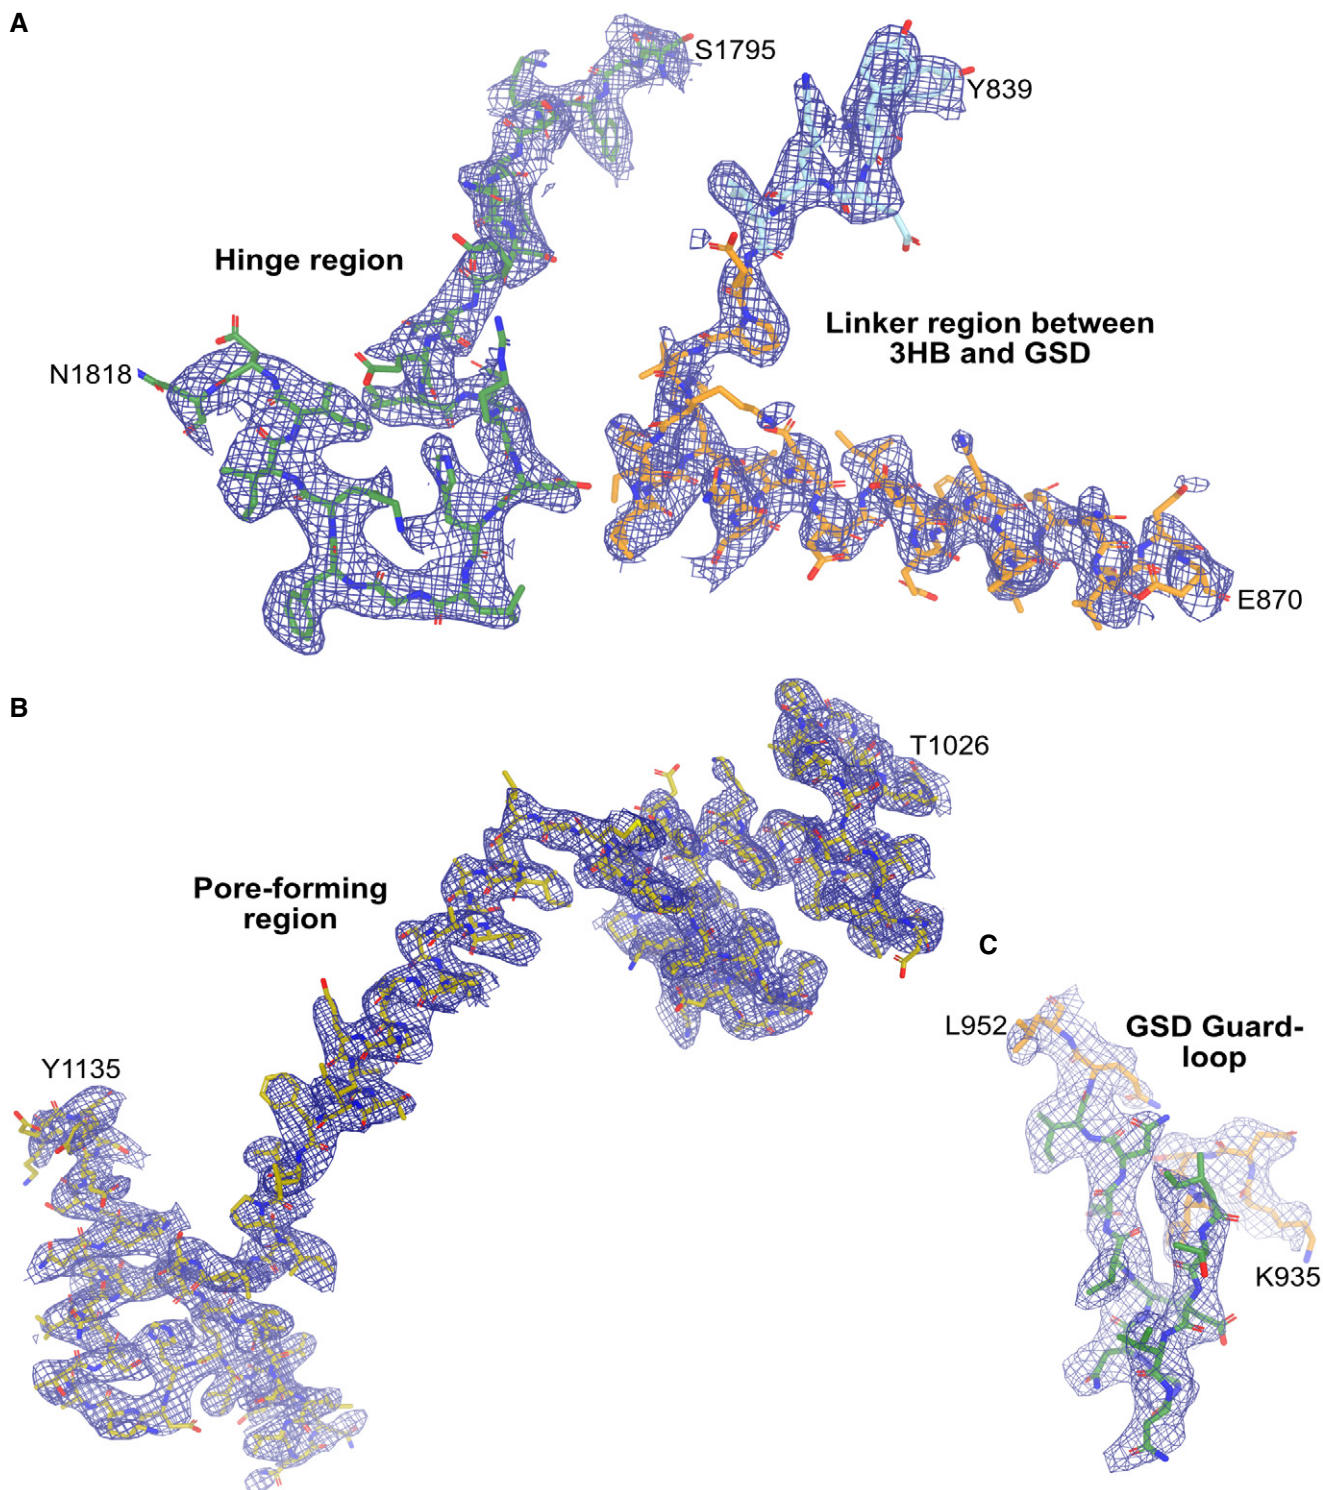 A
S1795
Y839
Hinge region
Linker region between
3HB and GSD
N1818
E870
B
T1026
Pore-forming
region
C
L952
GSD Guard-
loop
Y1135
K935